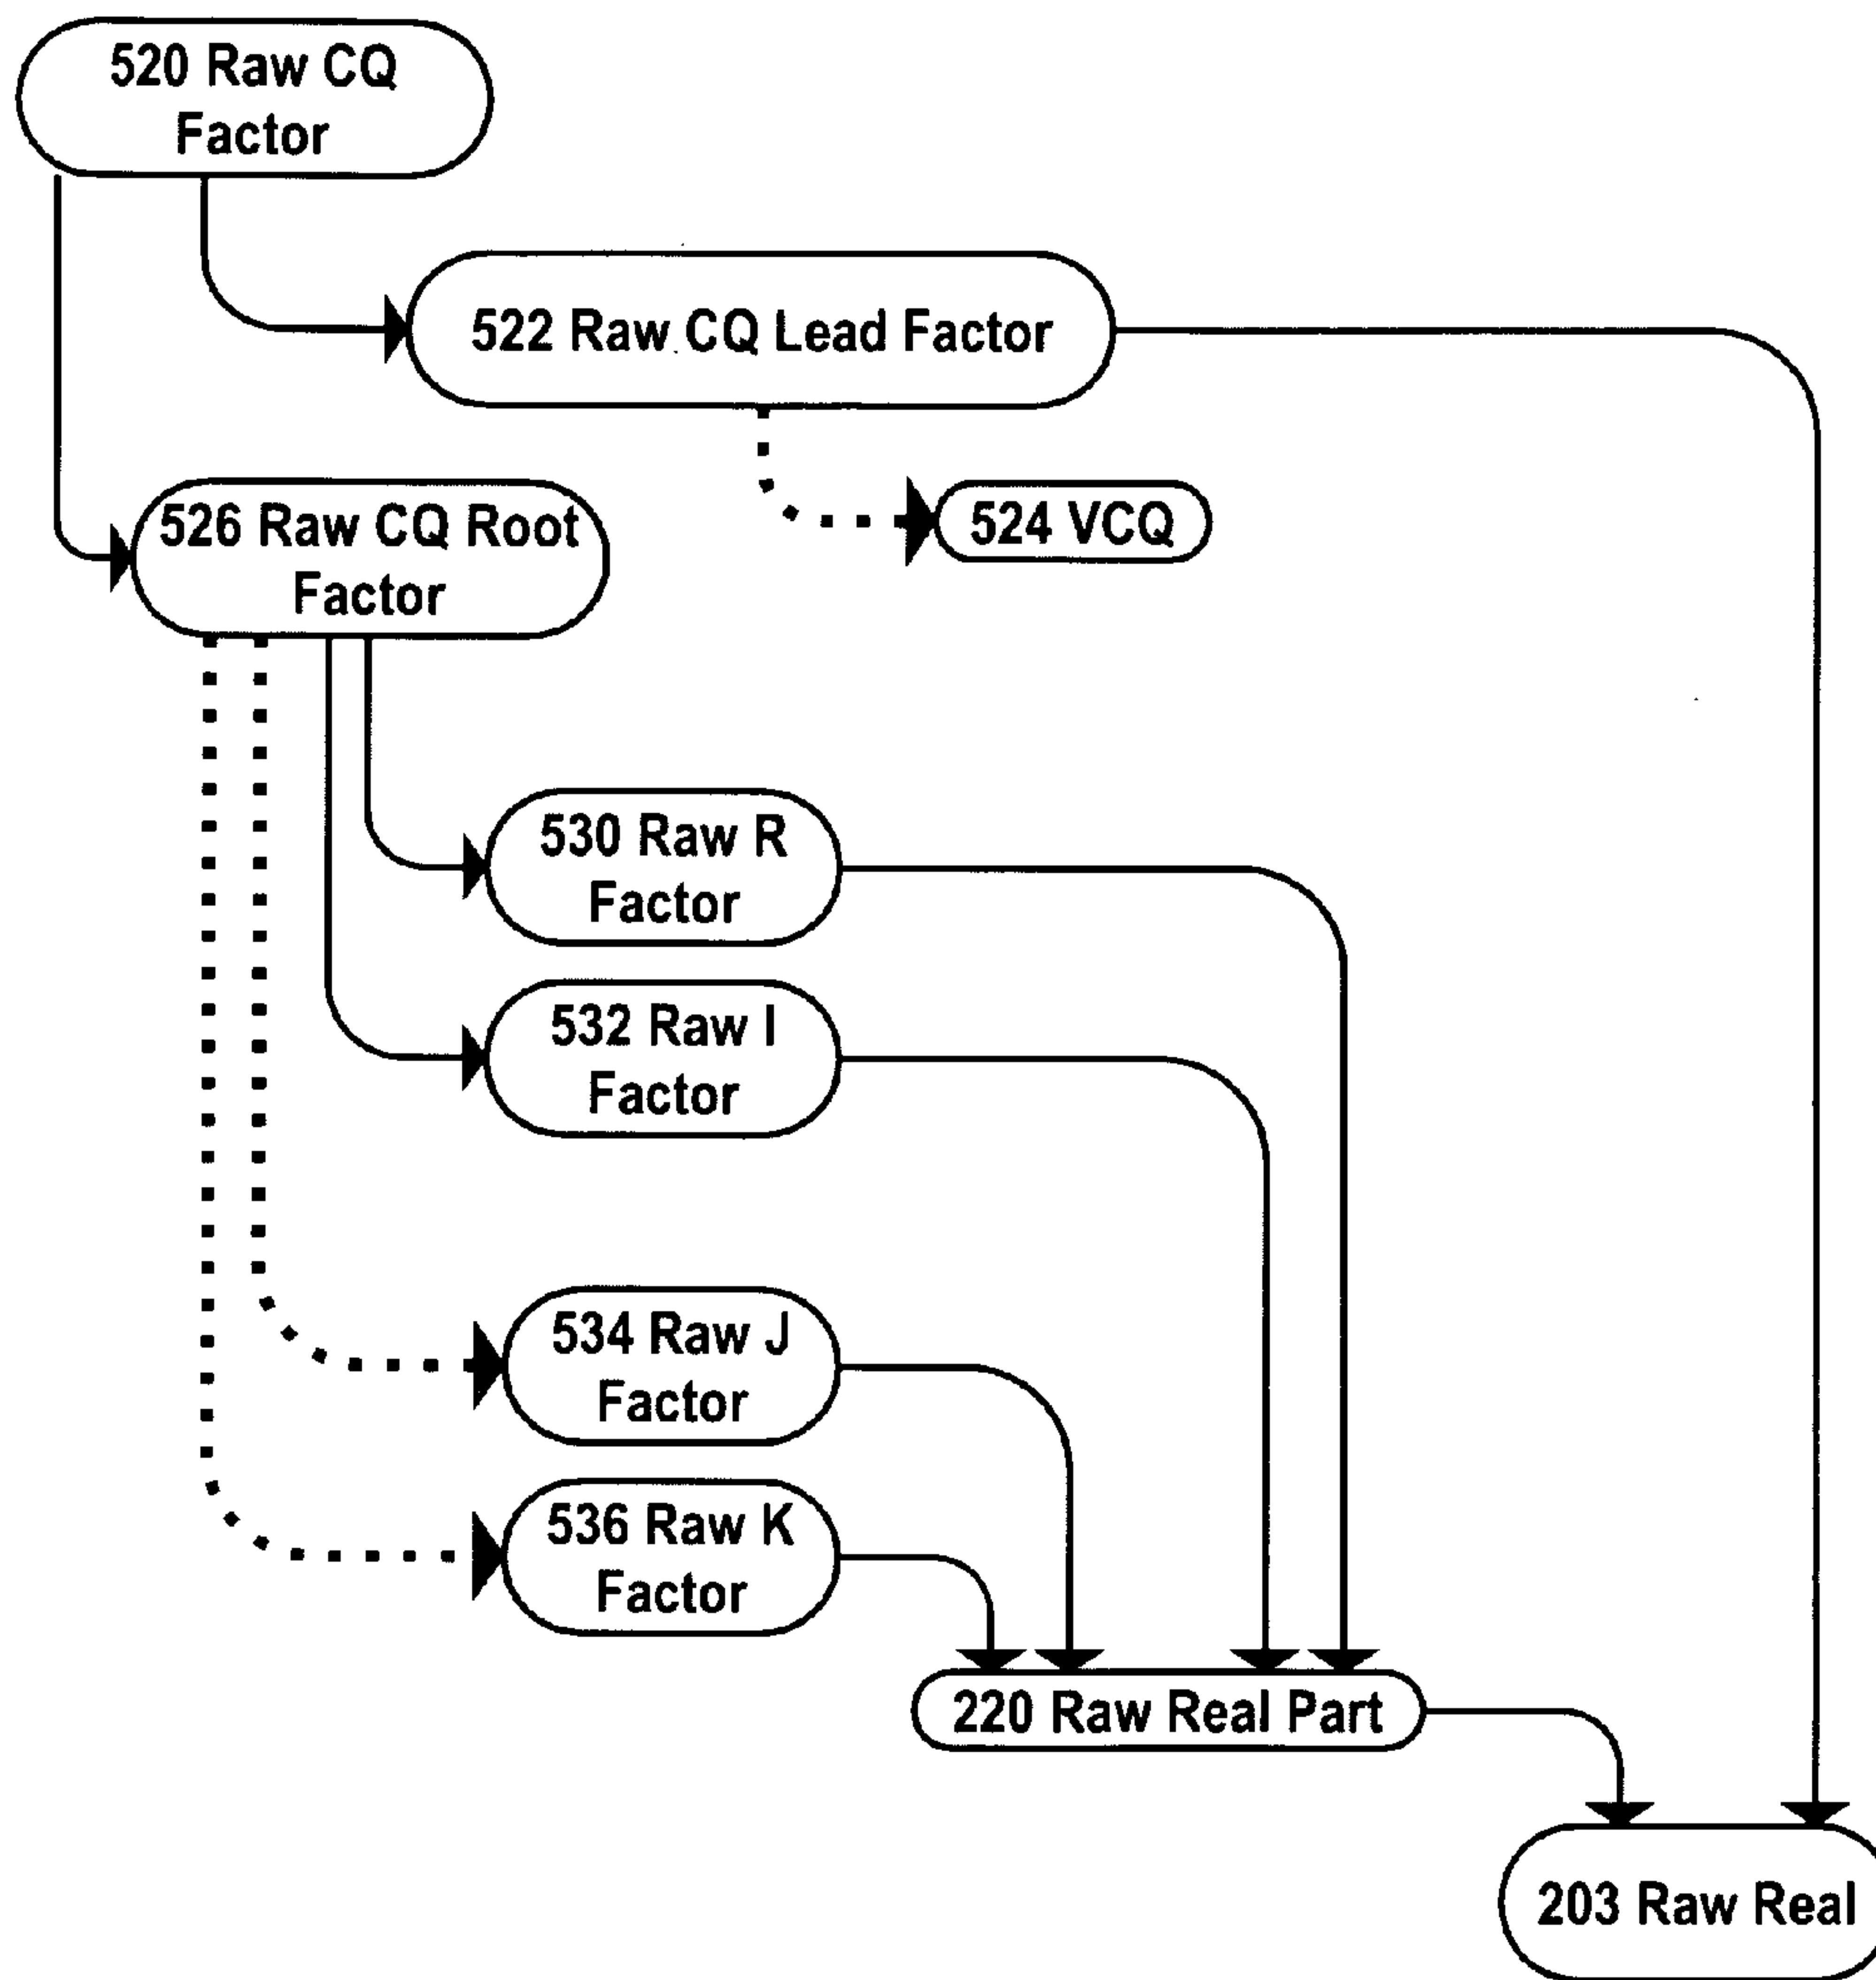 520 Raw CQ
Factor
522 Raw CQ Lead Factor
524 VCQ
526 Raw CQ Root
Factor
530 Raw R
Factor
532 Raw I
Factor
534 Raw J
Factor
536 Raw K
Factor
220 Raw Real Part
203 Raw Real